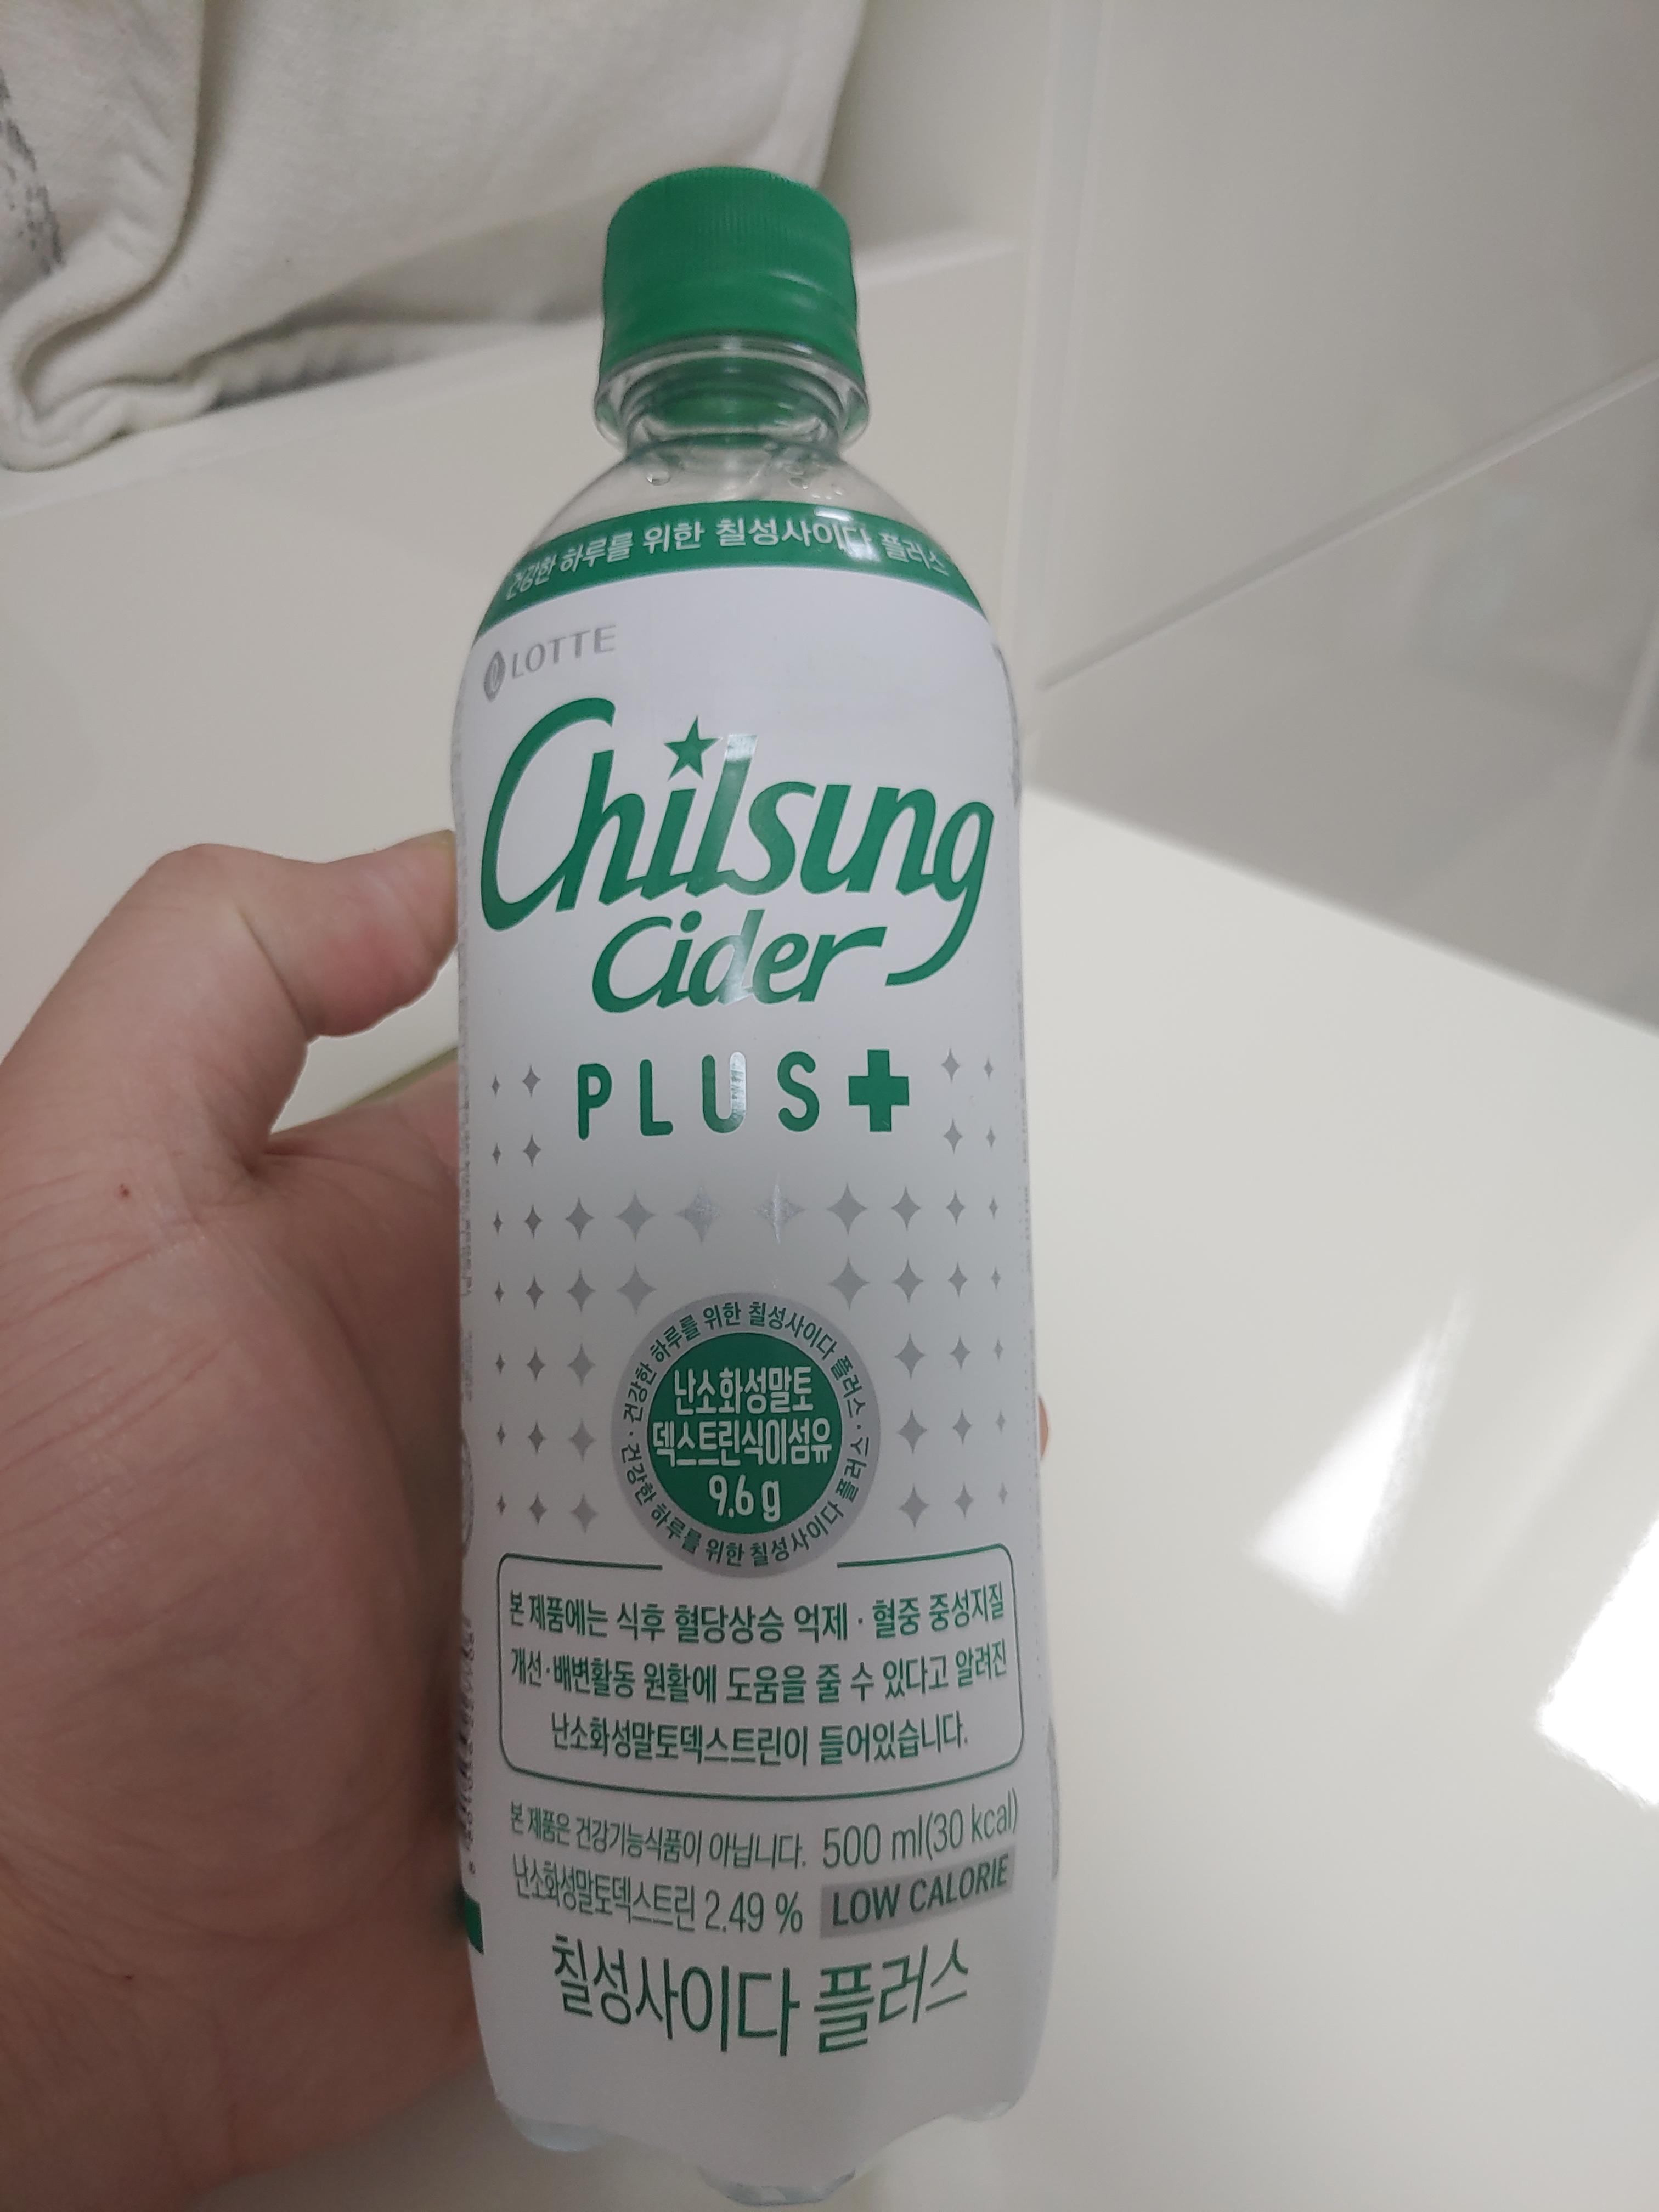 건강한 하루를 위한 칠성사이다 플러스
LOTTE
Chilsung
Cider
PLUS+
건강한 하루를 위한 칠성사이다 플러스 · 건강한 하루를 위한 칠성사이다 플러스 ·
난소화성말토
덱스트린식이섬유
9.6 g
본 제품에는 식후 혈당상승 억제 · 혈중 중성지질
개선 · 배변활동 원활에 도움을 줄 수 있다고 알려진
난소화성말토덱스트린이 들어있습니다.
본 제품은 건강기능식품이 아닙니다. 500 ml(30 kcal)
난소화성말토덱스트린 2.49 % LOW CALORIE
칠성사이다 플러스